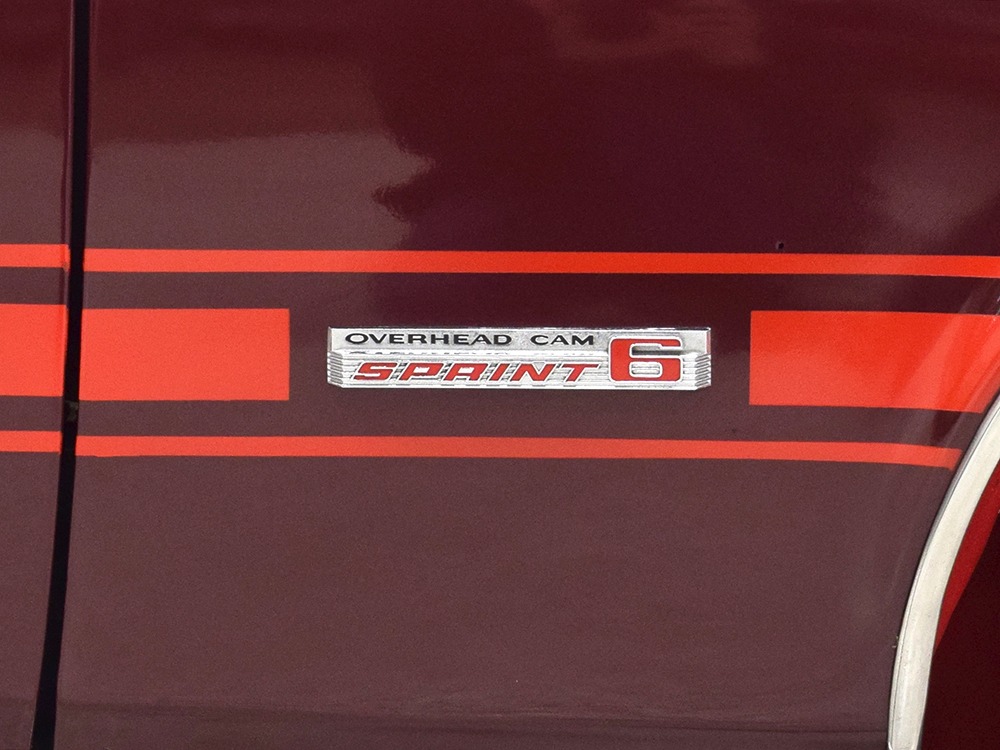 OVERHEAD CAM
SPRINT 6